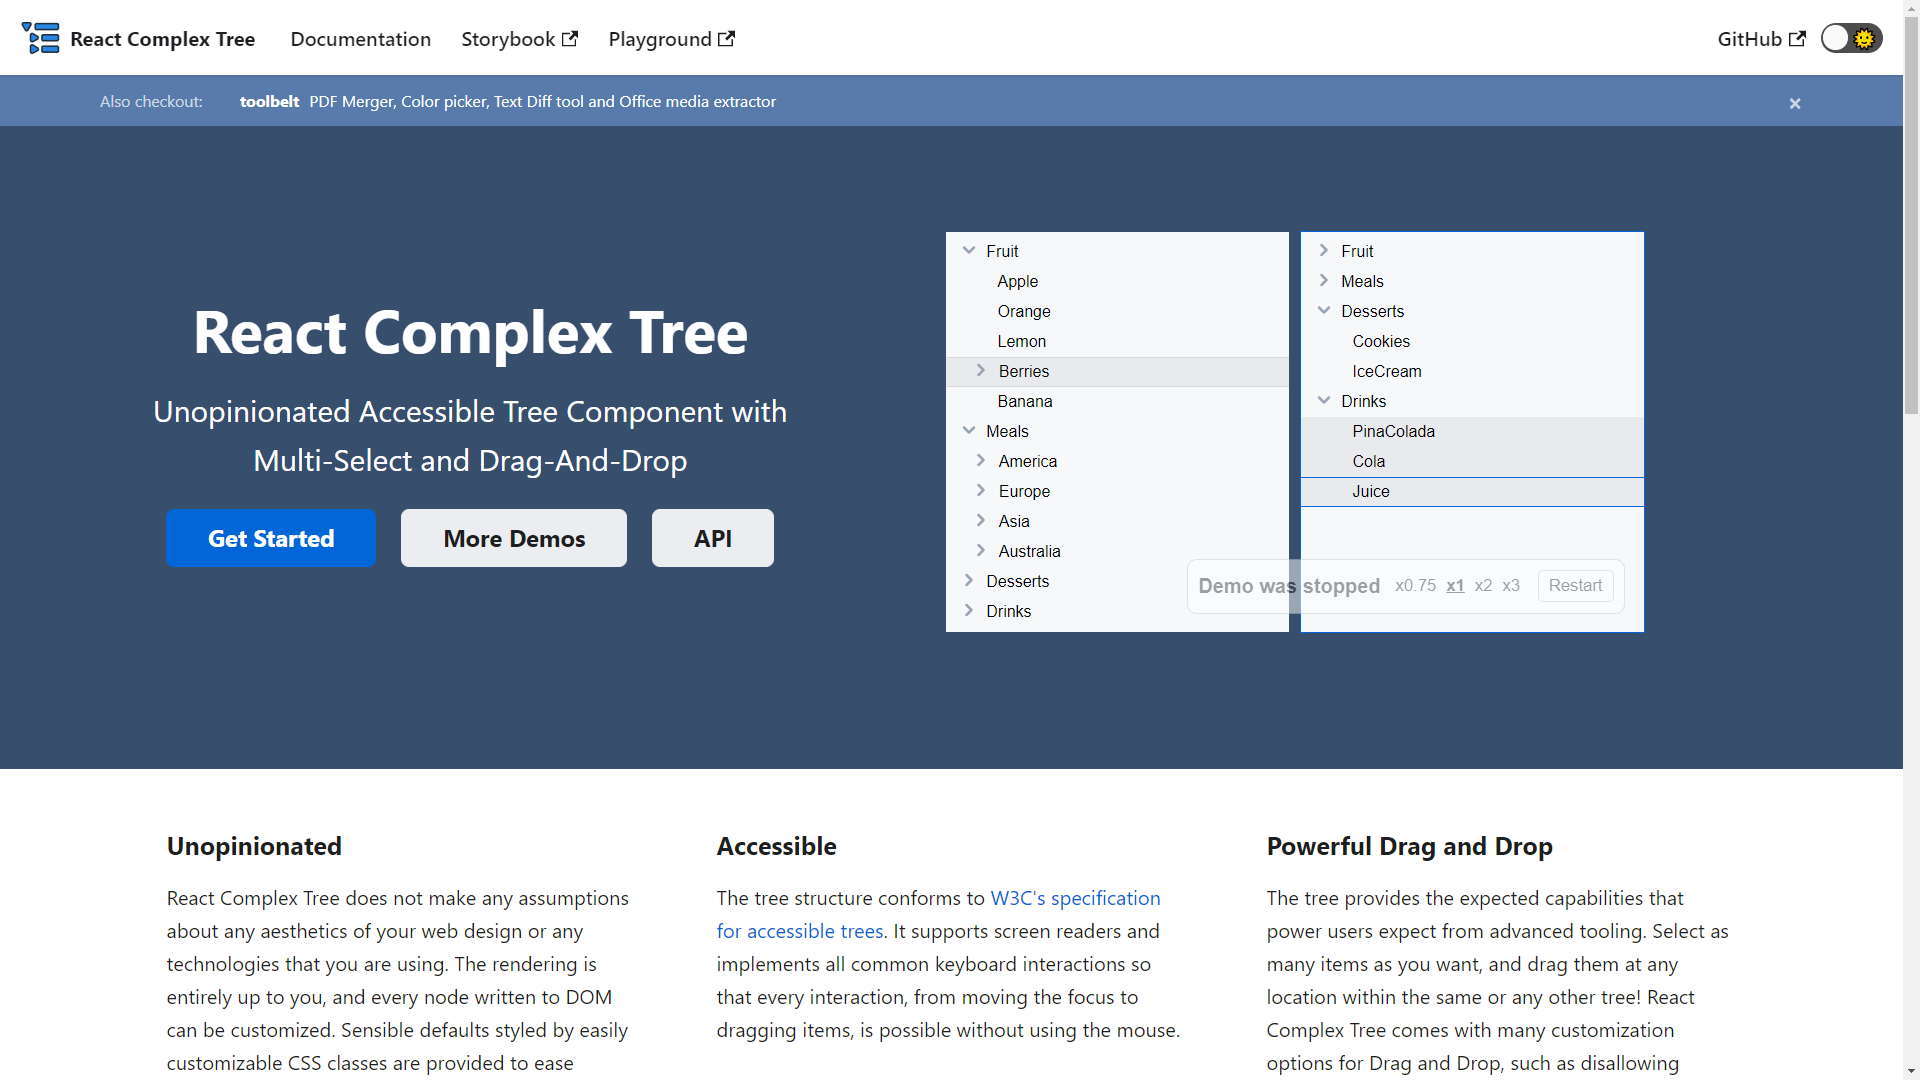 React Complex Tree
Documentation
Storybook
Playground
GitHub
Also checkout:
toolbelt PDF Merger, Color picker, Text Diff tool and Office media extractor
×
React Complex Tree
Unopinionated Accessible Tree Component with
Multi-Select and Drag-And-Drop
Get Started
More Demos
API
Fruit
Apple
Orange
Lemon
Berries
Banana
Meals
America
Europe
Asia
Australia
Desserts
Drinks
Fruit
Meals
Desserts
Cookies
IceCream
Drinks
PinaColada
Cola
Juice
Demo was stopped x0.75 x1 x2 x3 Restart
Unopinionated
React Complex Tree does not make any assumptions
about any aesthetics of your web design or any
technologies that you are using. The rendering is
entirely up to you, and every node written to DOM
can be customized. Sensible defaults styled by easily
customizable CSS classes are provided to ease
Accessible
The tree structure conforms to W3C's specification
for accessible trees. It supports screen readers and
implements all common keyboard interactions so
that every interaction, from moving the focus to
dragging items, is possible without using the mouse.
Powerful Drag and Drop
The tree provides the expected capabilities that
power users expect from advanced tooling. Select as
many items as you want, and drag them at any
location within the same or any other tree! React
Complex Tree comes with many customization
options for Drag and Drop, such as disallowing